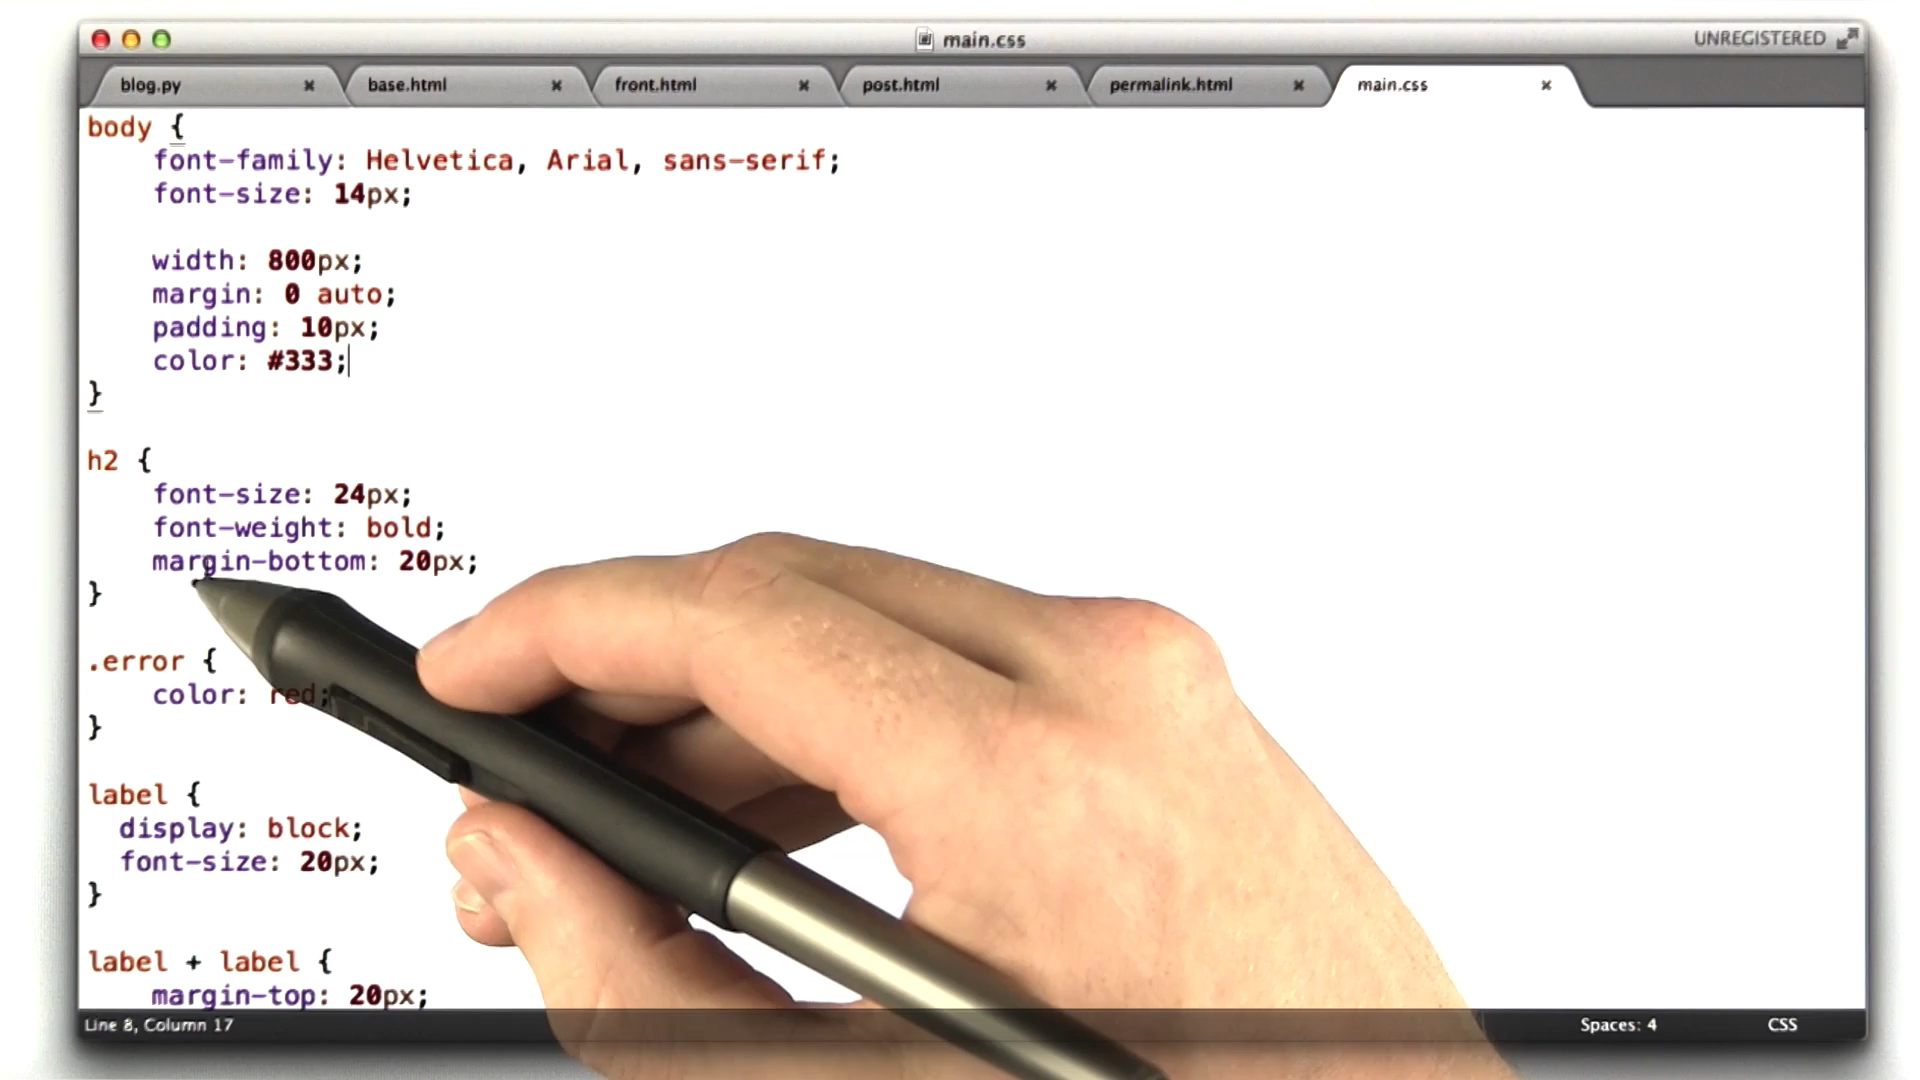 main.css
UNREGISTERED
blog.py
base.html
front.html
post.html
permalink.html
main.css
body {
font-family: Helvetica, Arial, sans-serif;
font-size: 14px;
width: 800px;
margin: 0 auto;
padding: 10px;
color: #333;
}
h2 {
font-size: 24px;
font-weight: bold;
margin-bottom: 20px;
}
.error {
color: red;
}
label {
display: block;
font-size: 20px;
}
label + label {
margin-top: 20px;
Line 8, Column 17
Spaces: 4
CSS